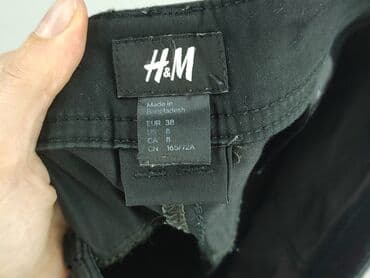 H&M
Made in
Bangladesh
EUR 38
US 8
CA 8
CN 165/72A